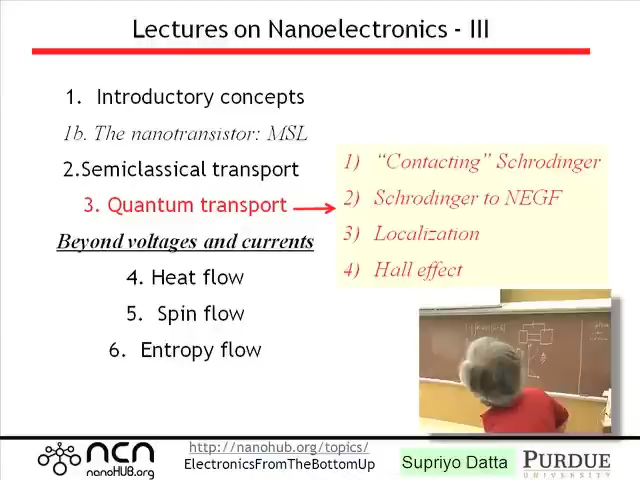 Lectures on Nanoelectronics - III
1. Introductory concepts
1b. The nanotransistor: MSL
2.Semiclassical transport
3. Quantum transport
Beyond voltages and currents
4. Heat flow
5. Spin flow
6. Entropy flow
1) “Contacting” Schrodinger
2) Schrodinger to NEGF
3) Localization
4) Hall effect
ncn
nanoHUB.org
http://nanohub.org/topics/
ElectronicsFromTheBottomUp
Supriyo Datta
PURDUE
UNIVERSITY